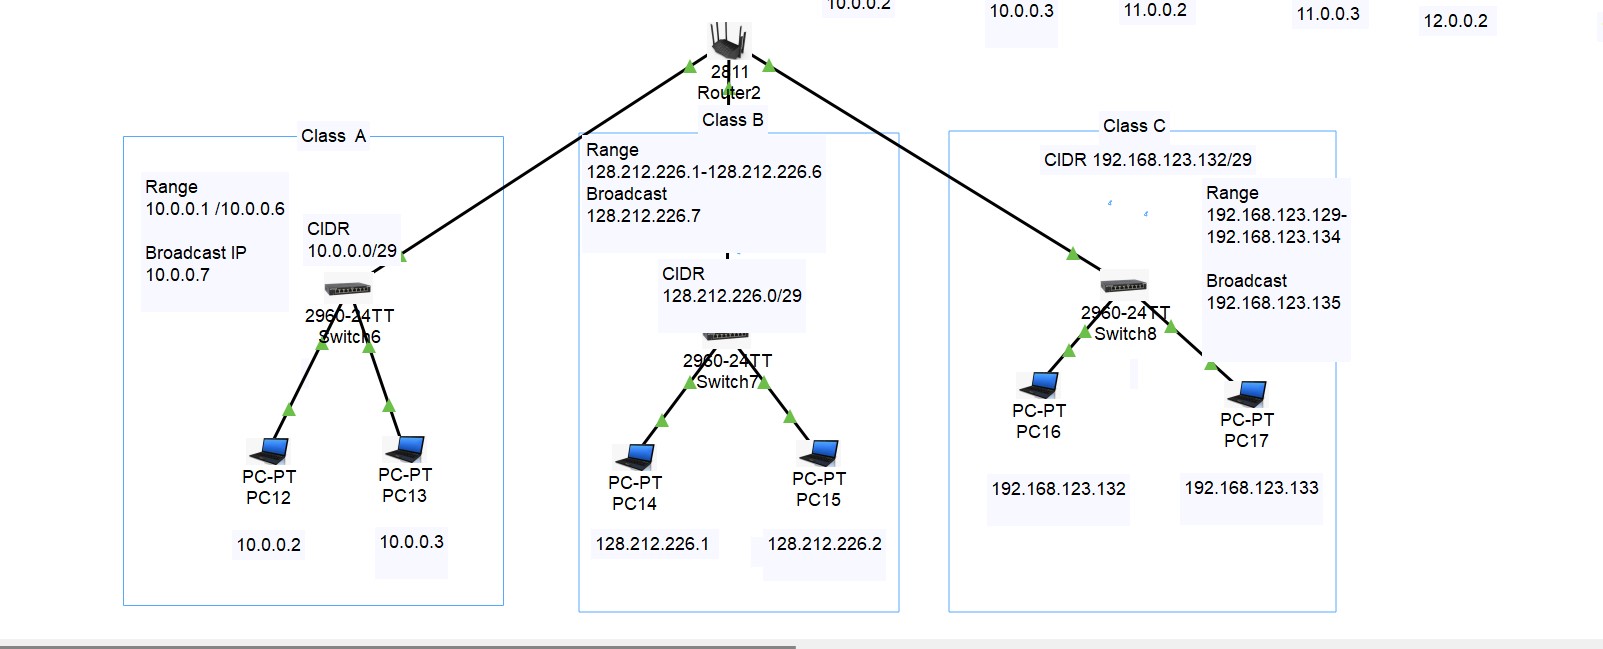 10.0.0.2
10.0.0.3
11.0.0.2
11.0.0.3
12.0.0.2
2811
Router2
Class A
Range
10.0.0.1 /10.0.0.6
Broadcast IP
10.0.0.7
CIDR
10.0.0.0/29
2960-24TT
Switch6
PC-PT
PC12
PC-PT
PC13
10.0.0.2
10.0.0.3
Class B
Range
128.212.226.1-128.212.226.6
Broadcast
128.212.226.7
CIDR
128.212.226.0/29
2960-24TT
Switch7
PC-PT
PC14
PC-PT
PC15
128.212.226.1
128.212.226.2
Class C
CIDR 192.168.123.132/29
Range
192.168.123.129-
192.168.123.134
Broadcast
192.168.123.135
2960-24TT
Switch8
PC-PT
PC16
PC-PT
PC17
192.168.123.132
192.168.123.133